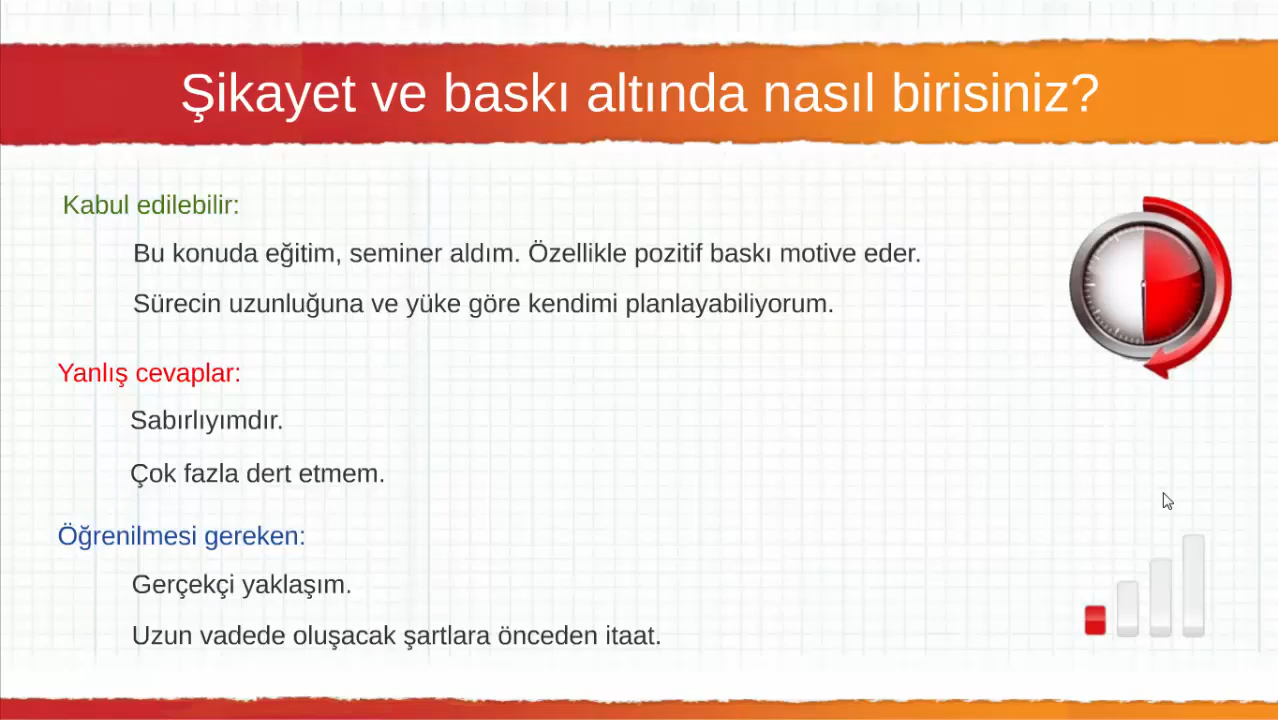 Şikayet ve baskı altında nasıl birisiniz?
Kabul edilebilir:
Bu konuda eğitim, seminer aldım. Özellikle pozitif baskı motive eder.
Sürecin uzunluğuna ve yüke göre kendimi planlayabiliyorum.
Yanlış cevaplar:
Sabırlıyımdır.
Çok fazla dert etmem.
Öğrenilmesi gereken:
Gerçekçi yaklaşım.
Uzun vadede oluşacak şartlara önceden itaat.